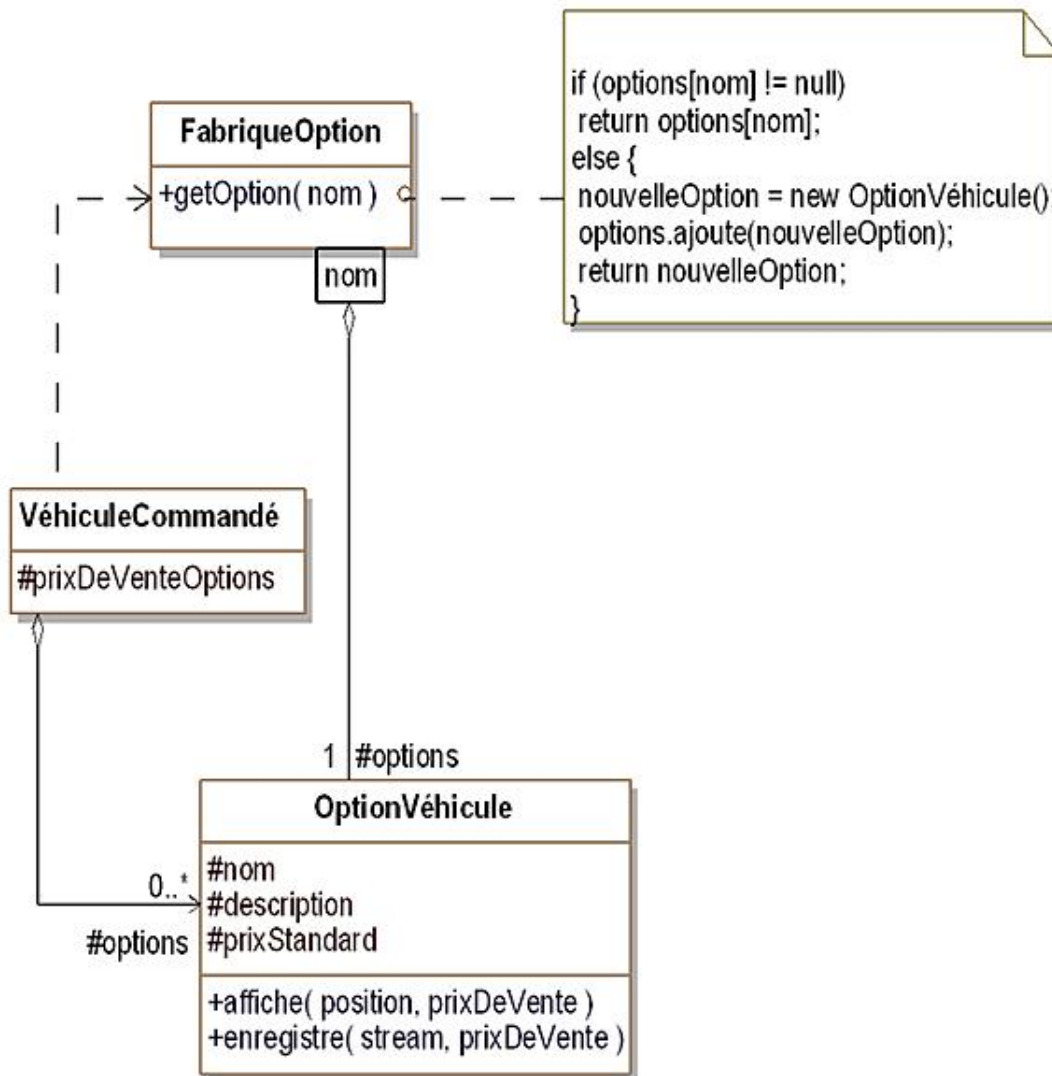 FabriqueOption
+getOption( nom )
nom
if (options[nom] != null)
return options[nom];
else {
nouvelleOption = new OptionVéhicule();
options.ajoute(nouvelleOption);
return nouvelleOption;
}
VéhiculeCommandé
#prixDeVenteOptions
1 #options
OptionVéhicule
#nom
#description
#prixStandard
0..*
#options
+affiche( position, prixDeVente )
+enregistre( stream, prixDeVente )